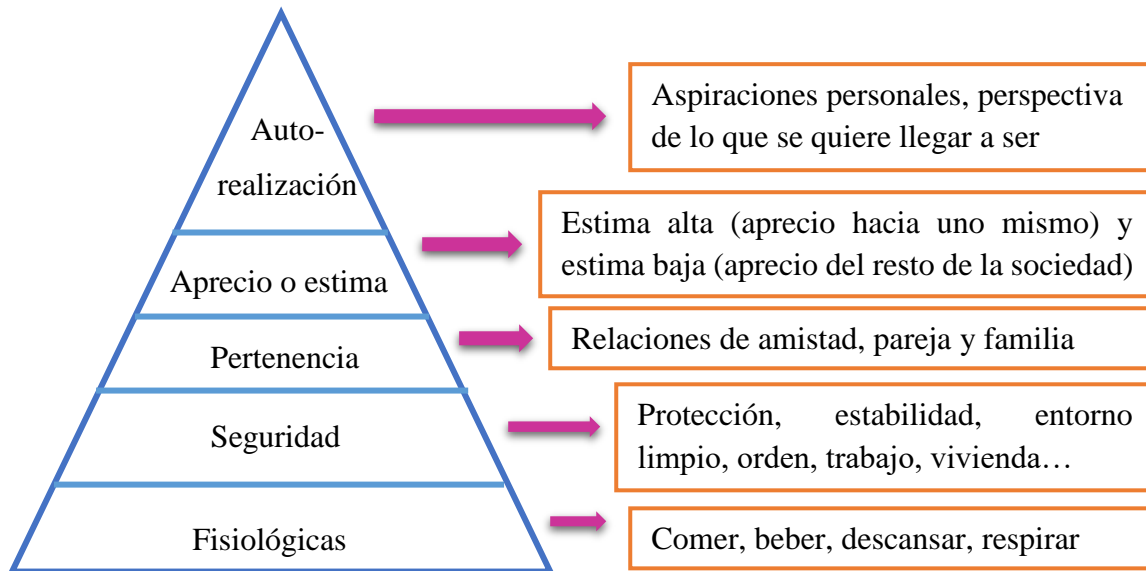 Auto-
realización
Aspiraciones personales, perspectiva
de lo que se quiere llegar a ser
Aprecio o estima
Estima alta (aprecio hacia uno mismo) y
estima baja (aprecio del resto de la sociedad)
Pertenencia
Relaciones de amistad, pareja y familia
Seguridad
Protección, estabilidad, entorno
limpio, orden, trabajo, vivienda…
Fisiológicas
Comer, beber, descansar, respirar